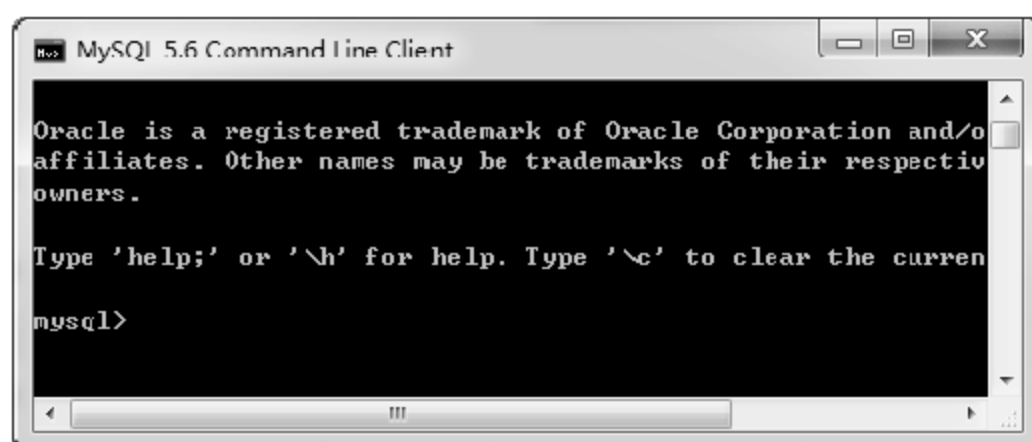 MySQL 5.6 Command Line Client
Oracle is a registered trademark of Oracle Corporation and/o
affiliates. Other names may be trademarks of their respectiv
owners.
Type 'help;' or '\h' for help. Type '\c' to clear the curren
mysql>